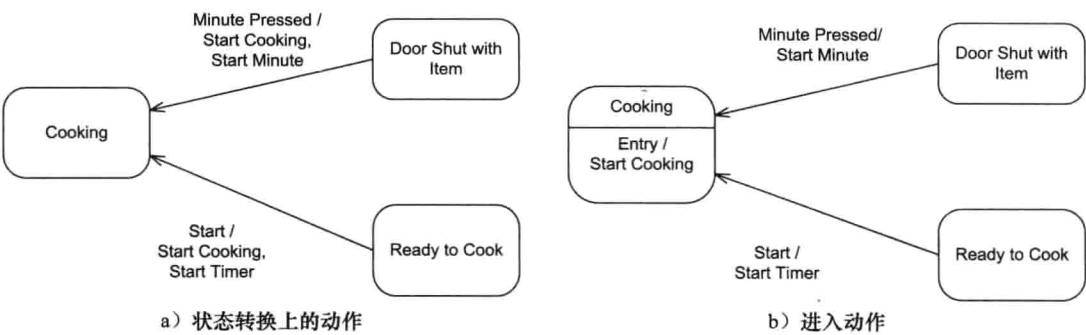 Minute Pressed /
Start Cooking,
Start Minute
Door Shut with
Item
Cooking
Start /
Start Cooking,
Start Timer
Ready to Cook
a）状态转换上的动作
Minute Pressed/
Start Minute
Door Shut with
Item
Cooking
Entry /
Start Cooking
Start /
Start Timer
Ready to Cook
b）进入动作